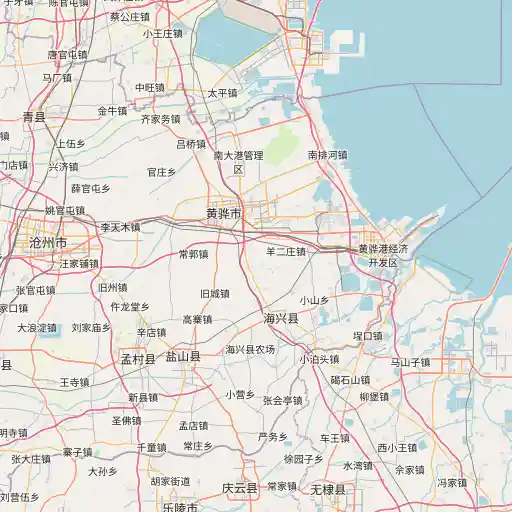 陈官屯镇
蔡公庄镇
小王庄镇
唐官屯镇
马厂镇
中旺镇
太平镇
金牛镇
青县
齐家务镇
上伍乡
吕桥镇
南大港管理
区
南排河镇
门店镇
兴济镇
官庄乡
薛官屯乡
姚官屯镇
黄骅市
李天木镇
沧州市
汪家铺镇
常郭镇
羊二庄镇
黄骅港经济
开发区
张官屯镇
旧州镇
旧城镇
小山乡
仵龙堂乡
大浪淀镇
刘家庙乡
辛店镇
高寨镇
海兴县
埕口镇
孟村县
盐山县
海兴县农场
小泊头镇
马山子镇
县
王寺镇
碣石山镇
新县镇
小营乡
张会亭镇
柳堡镇
圣佛镇
孟店镇
严务乡
车王镇
千童镇
常庄乡
西小王镇
寨子镇
张大庄镇
大孙乡
徐园子乡
水湾镇
佘家镇
胡家街道
庆云县
常家镇
无棣县
冯家镇
刘营伍乡
乐陵市